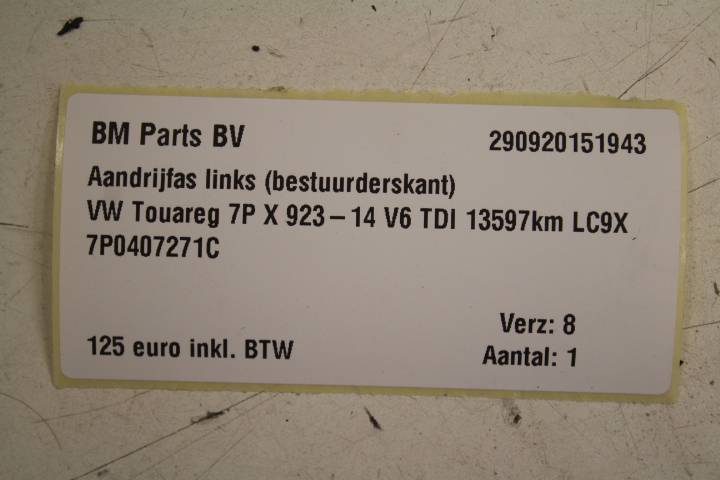 BM Parts BV 290920151943
Aandrijfas links (bestuurderskant)
VW Touareg 7P X 923-14 V6 TDI 13597km LC9X
7P0407271C
Verz: 8
125 euro inkl. BTW Aantal: 1